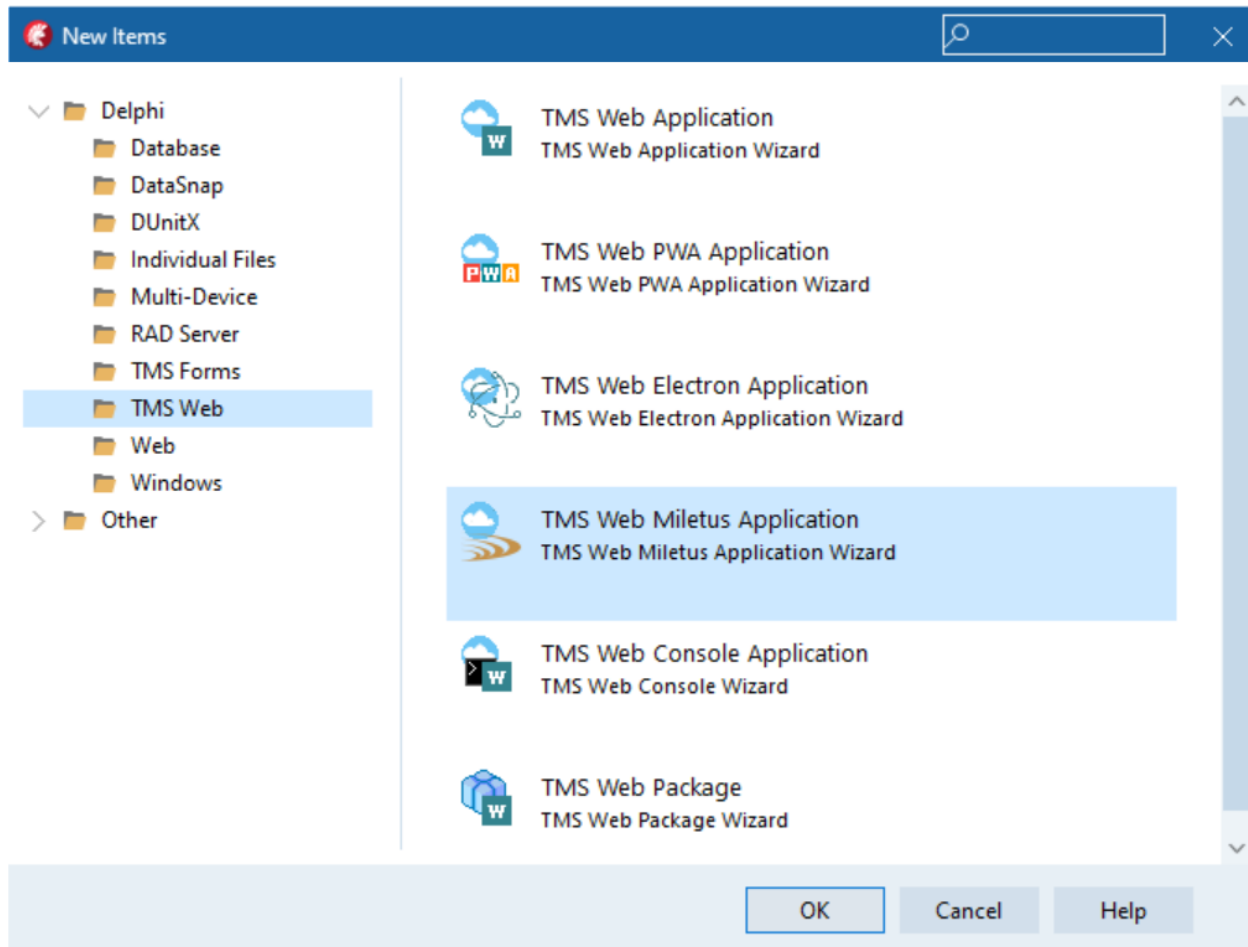 New Items
Delphi
Database
DataSnap
DUnitX
Individual Files
Multi-Device
RAD Server
TMS Forms
TMS Web
Web
Windows
Other
TMS Web Application
TMS Web Application Wizard
W
TMS Web PWA Application
TMS Web PWA Application Wizard
PWA
TMS Web Electron Application
TMS Web Electron Application Wizard
TMS Web Miletus Application
TMS Web Miletus Application Wizard
TMS Web Console Application
TMS Web Console Wizard
W
TMS Web Package
TMS Web Package Wizard
W
OK
Cancel
Help